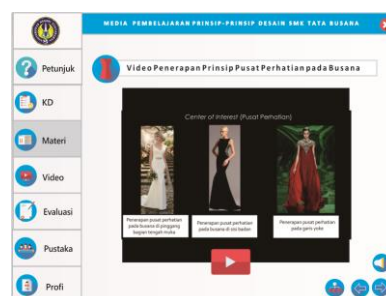 MEDIA PEMBELAJARAN PRINSIP-PRINSIP DESAIN SMK TATA BUSANA
Petunjuk
KD
Materi
Video
Evaluasi
Pustaka
Profi
Video Penerapan Prinsip Pusat Perhatian pada Busana
Center of Interest (Pusat Perhatian)
Penerapan pusat perhatian
pada busana di pinggang
bagian tengah muka
Penerapan pusat perhatian
pada busana di sisi badan
Penerapan pusat perhatian
pada garis yoke